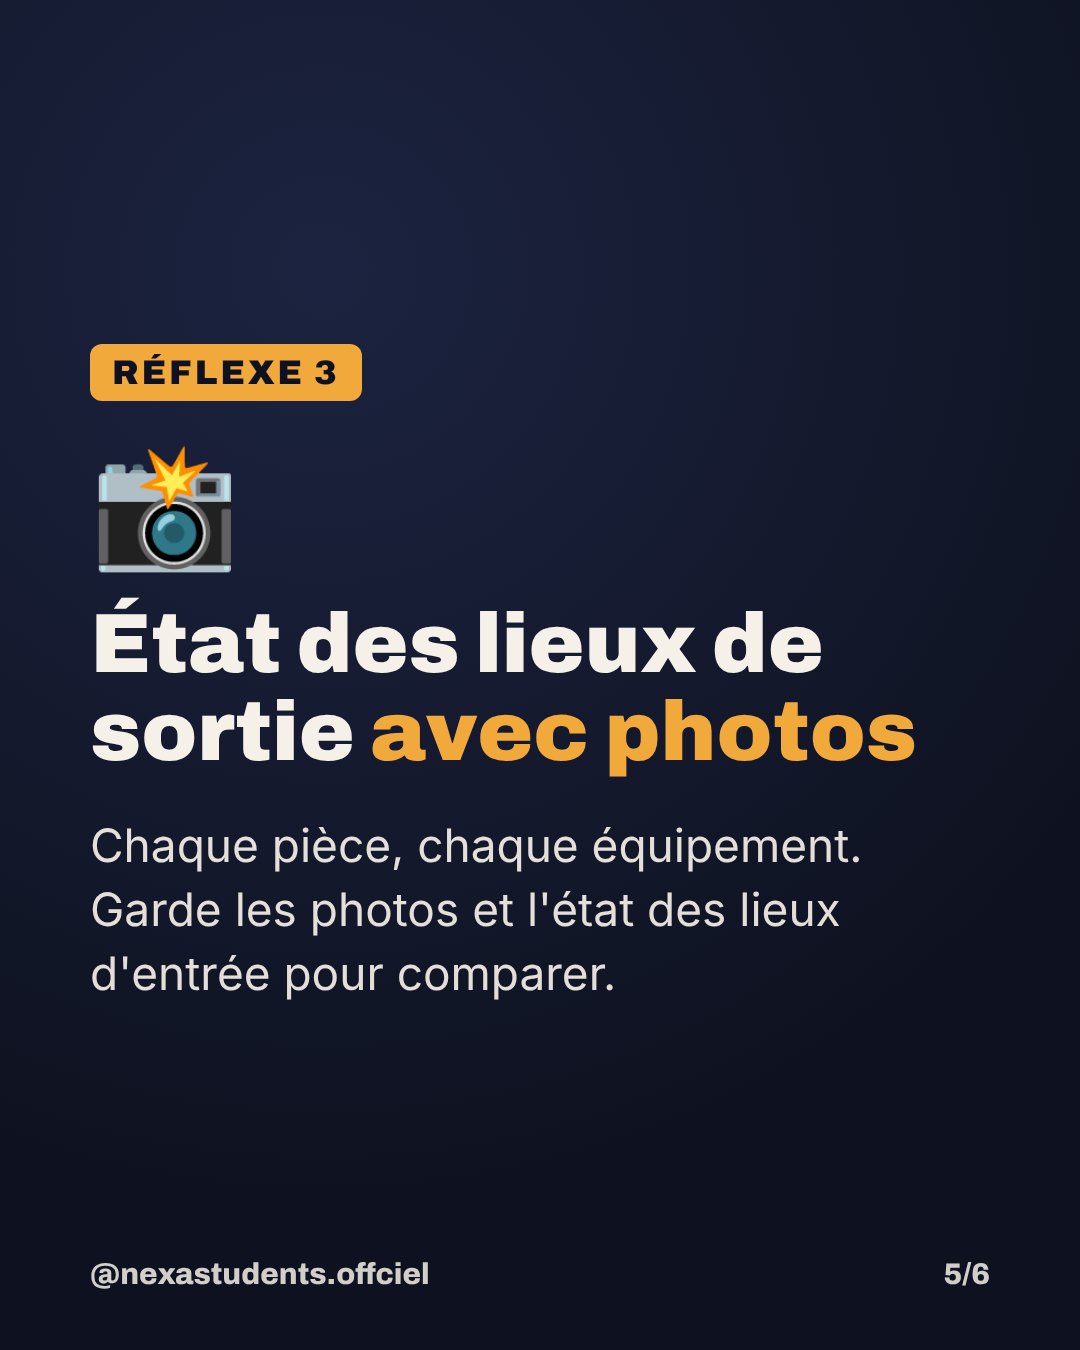 RÉFLEXE 3
État des lieux de
sortie avec photos
Chaque pièce, chaque équipement.
Garde les photos et l'état des lieux
d'entrée pour comparer.
@nexastudents.offciel
5/6